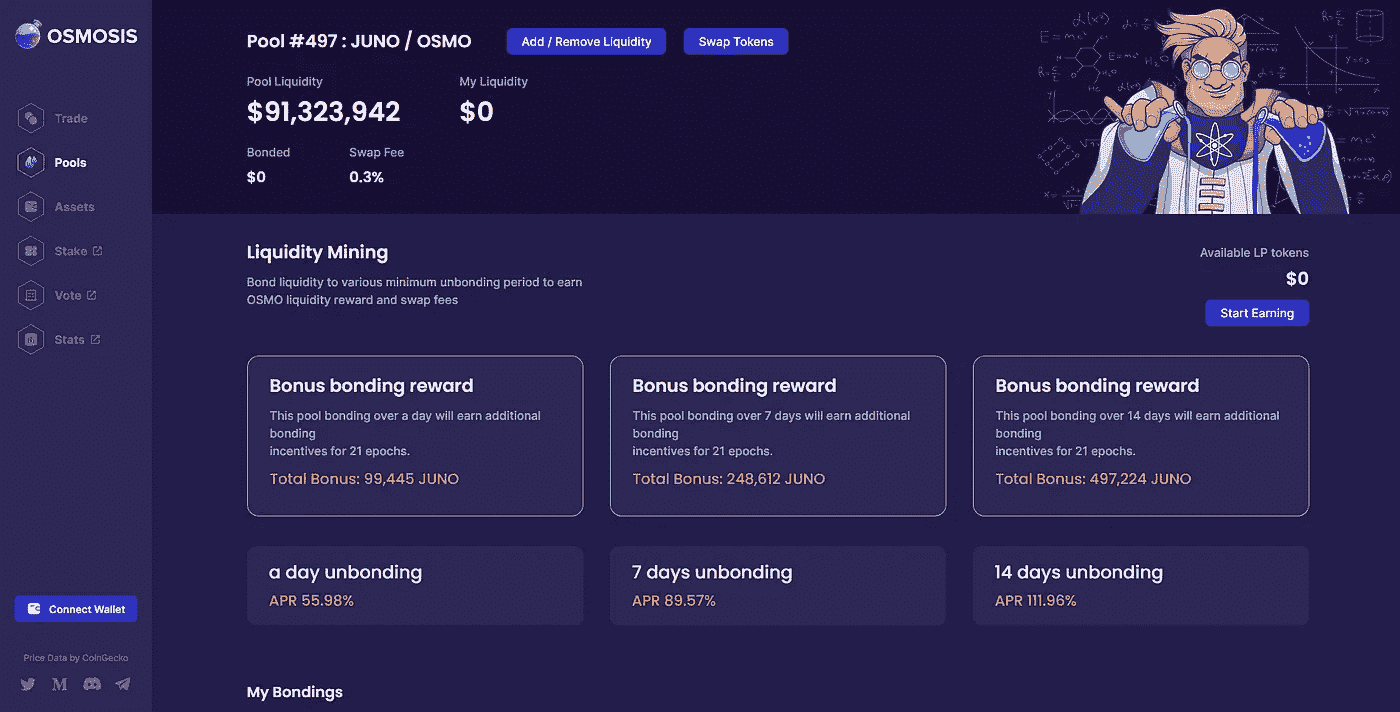 OSMOSIS
Trade
Pools
Assets
Stake
Vote
Stats
Connect Wallet
Price Data by CoinGecko
Pool #497 : JUNO / OSMO
Add / Remove Liquidity
Swap Tokens
Pool Liquidity
My Liquidity
$91,323,942
$0
Bonded
Swap Fee
$0
0.3%
Liquidity Mining
Bond liquidity to various minimum unbonding period to earn
OSMO liquidity reward and swap fees
Available LP tokens
$0
Start Earning
Bonus bonding reward
This pool bonding over a day will earn additional
bonding
incentives for 21 epochs.
Total Bonus: 99,445 JUNO
Bonus bonding reward
This pool bonding over 7 days will earn additional
bonding
incentives for 21 epochs.
Total Bonus: 248,612 JUNO
Bonus bonding reward
This pool bonding over 14 days will earn additional
bonding
incentives for 21 epochs.
Total Bonus: 497,224 JUNO
a day unbonding
APR 55.98%
7 days unbonding
APR 89.57%
14 days unbonding
APR 111.96%
My Bondings